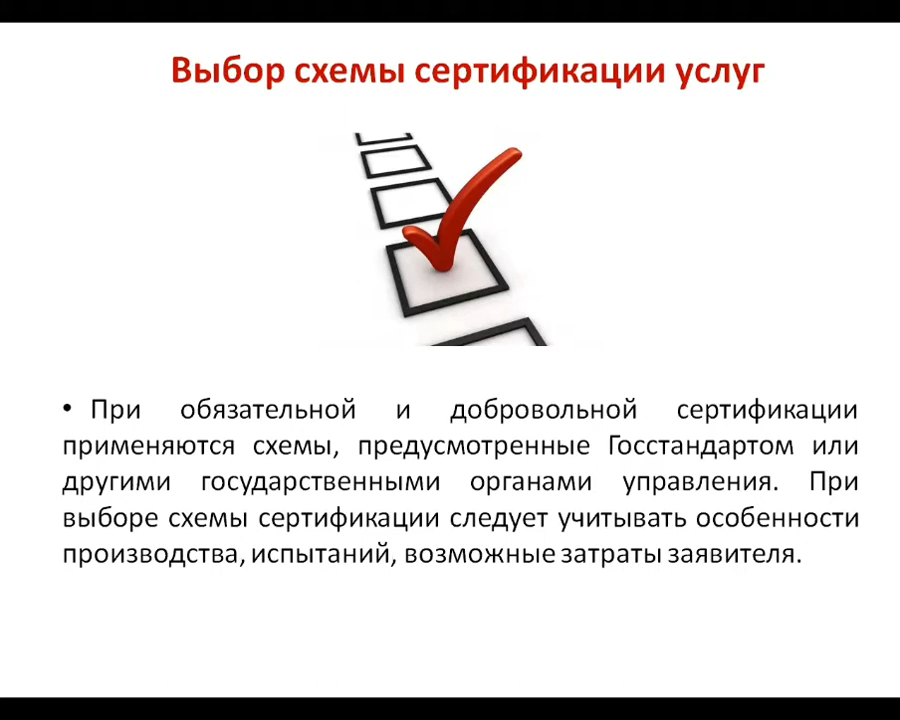 Выбор схемы сертификации услуг
• При обязательной и добровольной сертификации
применяются схемы, предусмотренные Госстандартом или
другими государственными органами управления. При
выборе схемы сертификации следует учитывать особенности
производства, испытаний, возможные затраты заявителя.